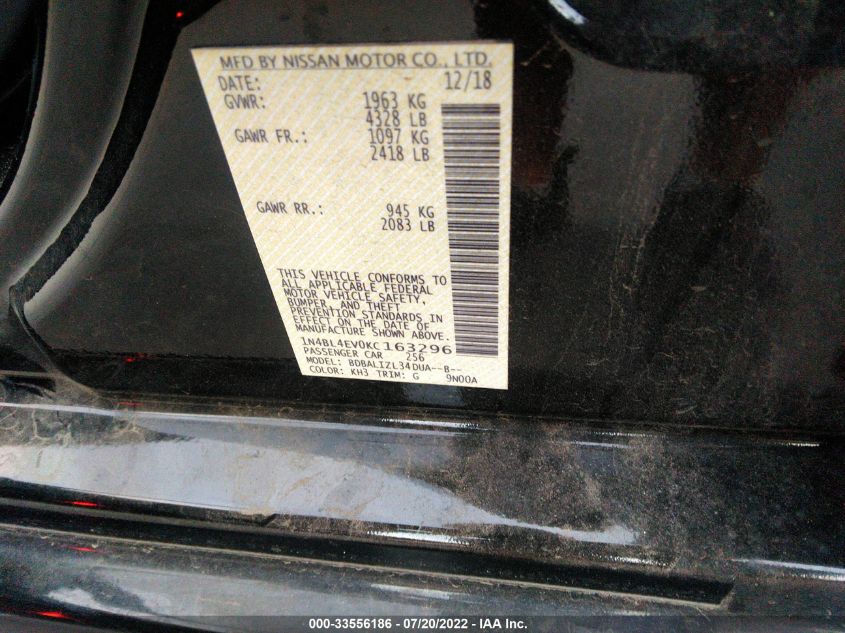 MFD BY NISSAN MOTOR CO., LTD.
DATE: 12/18
GVWR: 1963 KG
4328 LB
GAWR FR.: 1097 KG
2418 LB
GAWR RR.: 945 KG
2083 LB
THIS VEHICLE CONFORMS TO
ALL APPLICABLE FEDERAL
MOTOR VEHICLE SAFETY,
BUMPER, AND THEFT
PREVENTION STANDARDS IN
EFFECT ON THE DATE OF
MANUFACTURE SHOWN ABOVE.
1N4BL4EV0KC163296
PASSENGER CAR 256
MODEL: BDBALIZL34DUA--B--
COLOR: KH3 TRIM: G 9N00A
000-33556186 - 07/20/2022 - IAA Inc.